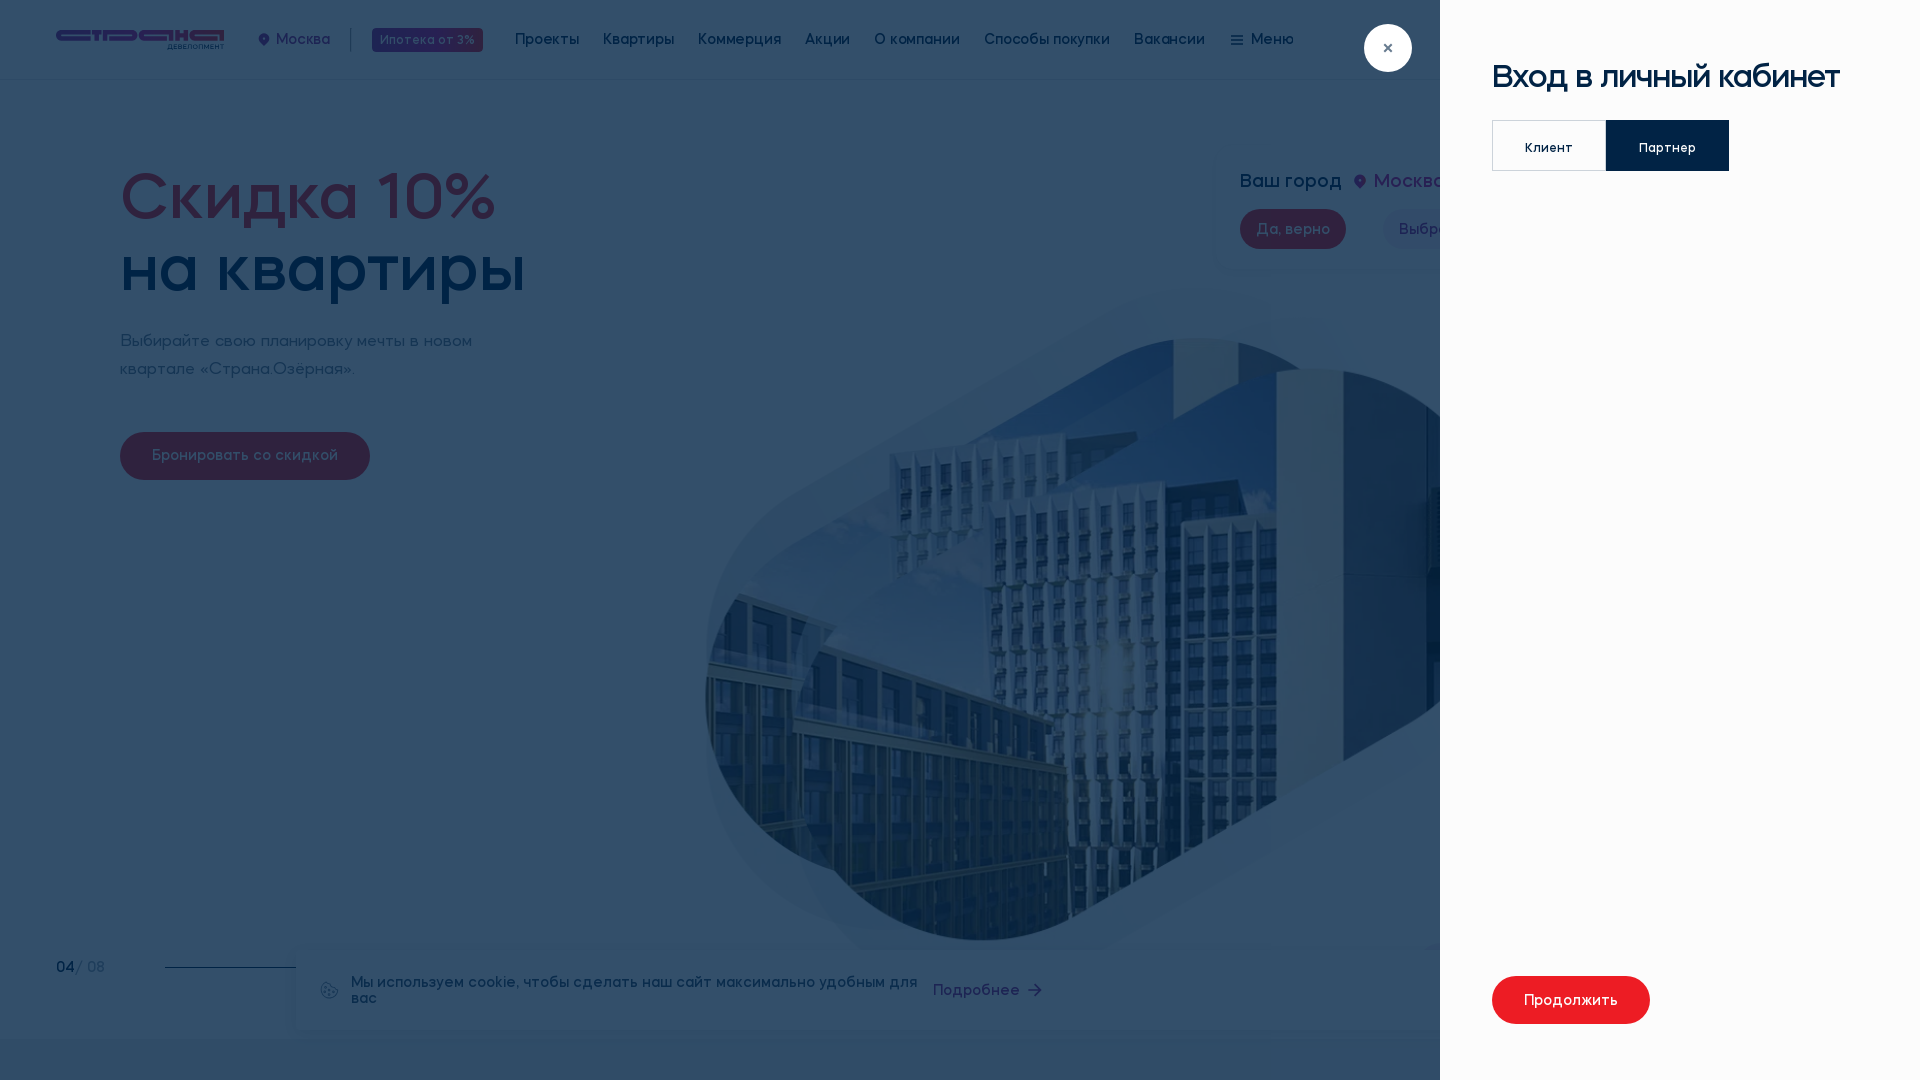 страна
ДЕВЕЛОПМЕНТ
Москва
Ипотека от 3%
Проекты
Квартиры
Коммерция
Акции
О компании
Способы покупки
Вакансии
Меню
Скидка 10%
на квартиры
Выбирайте свою планировку мечты в новом
квартале «Страна.Озёрная».
Бронировать со скидкой
Ваш город
Москва
Да, верно
04 / 08
Мы используем cookie, чтобы сделать наш сайт максимально удобным для
вас
Подробнее
Вход в личный кабинет
Клиент
Партнер
Продолжить